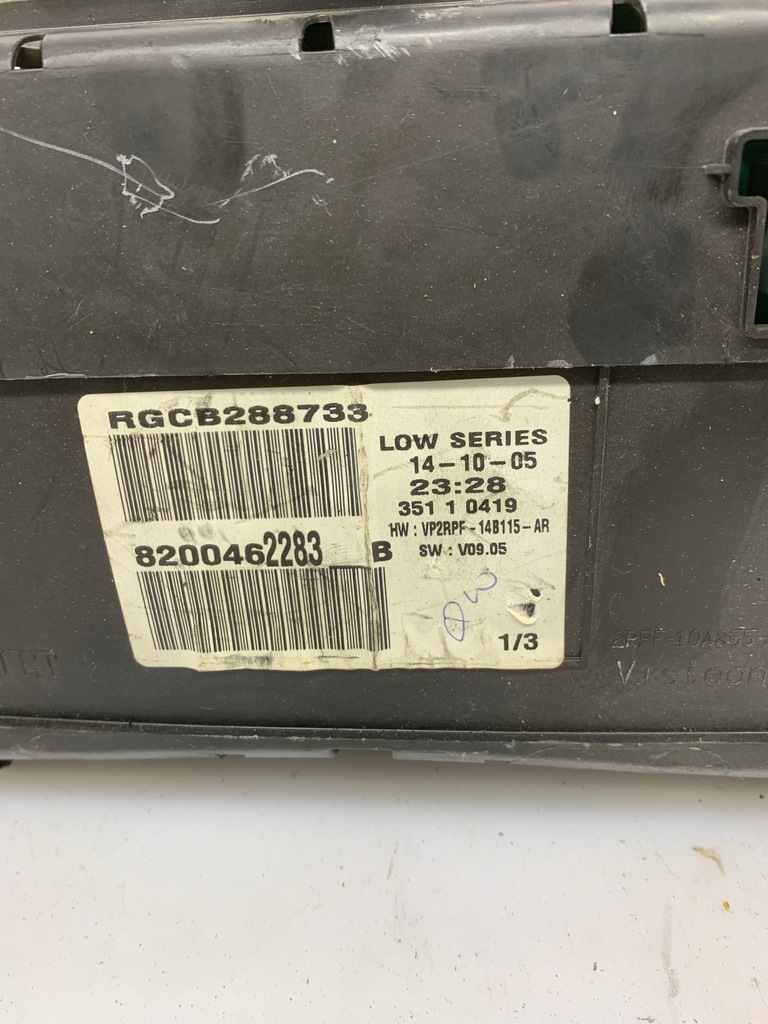 RGCB288733
LOW SERIES
14-10-05
23:28
351 1 0419
HW : VP2RPF-14B115-AR
SW : V09.05
8200462283 B
QW
1/3
Visteon